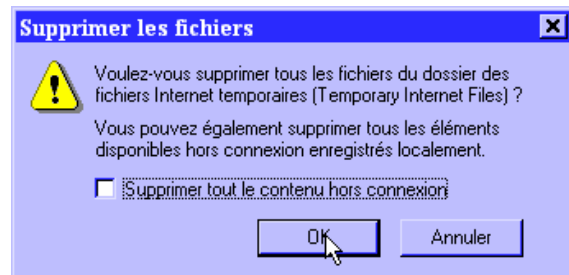 Supprimer les fichiers
Voulez-vous supprimer tous les fichiers du dossier des
fichiers Internet temporaires (Temporary Internet Files) ?
Vous pouvez également supprimer tous les éléments
disponibles hors connexion enregistrés localement.
Supprimer tout le contenu hors connexion
OK
Annuler